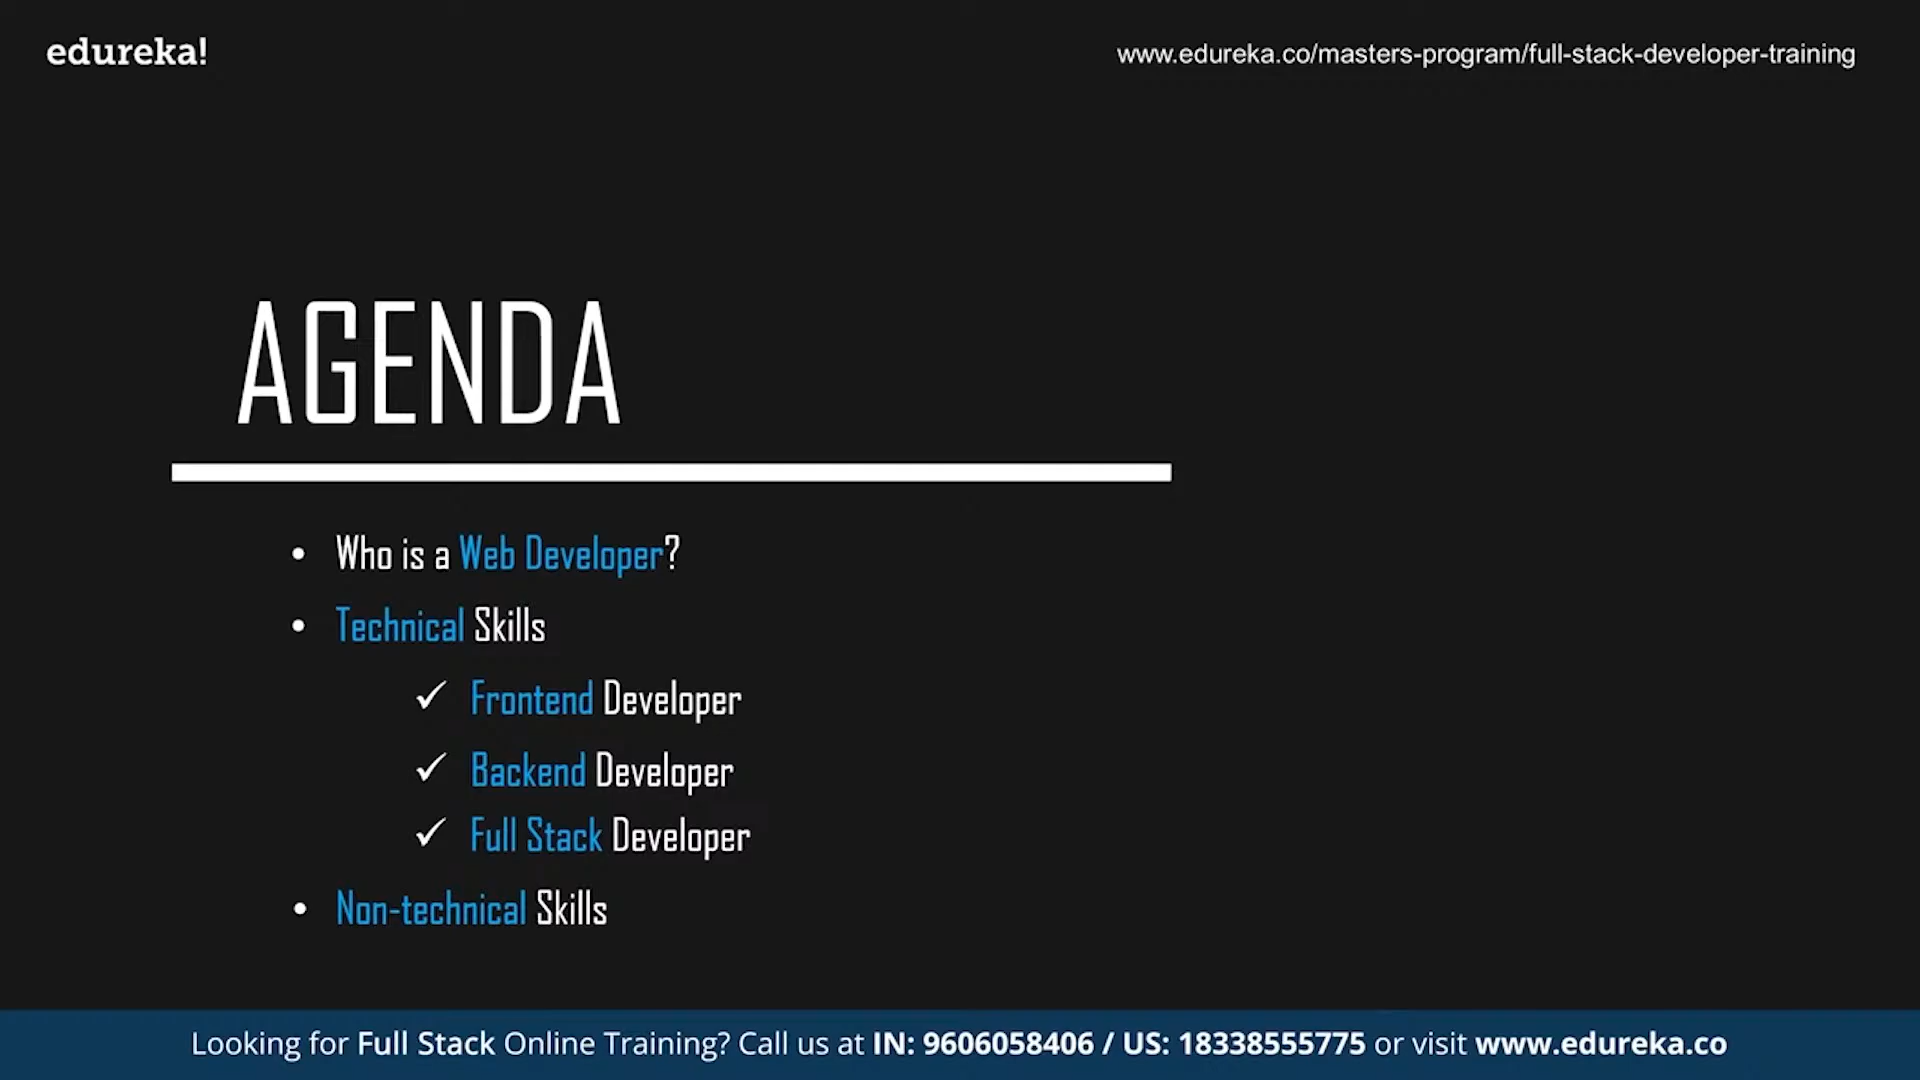 edureka!
www.edureka.co/masters-program/full-stack-developer-training
AGENDA
• Who is a Web Developer?
• Technical Skills
✓ Frontend Developer
✓ Backend Developer
✓ Full Stack Developer
• Non-technical Skills
Looking for Full Stack Online Training? Call us at IN: 9606058406 / US: 18338555775 or visit www.edureka.co